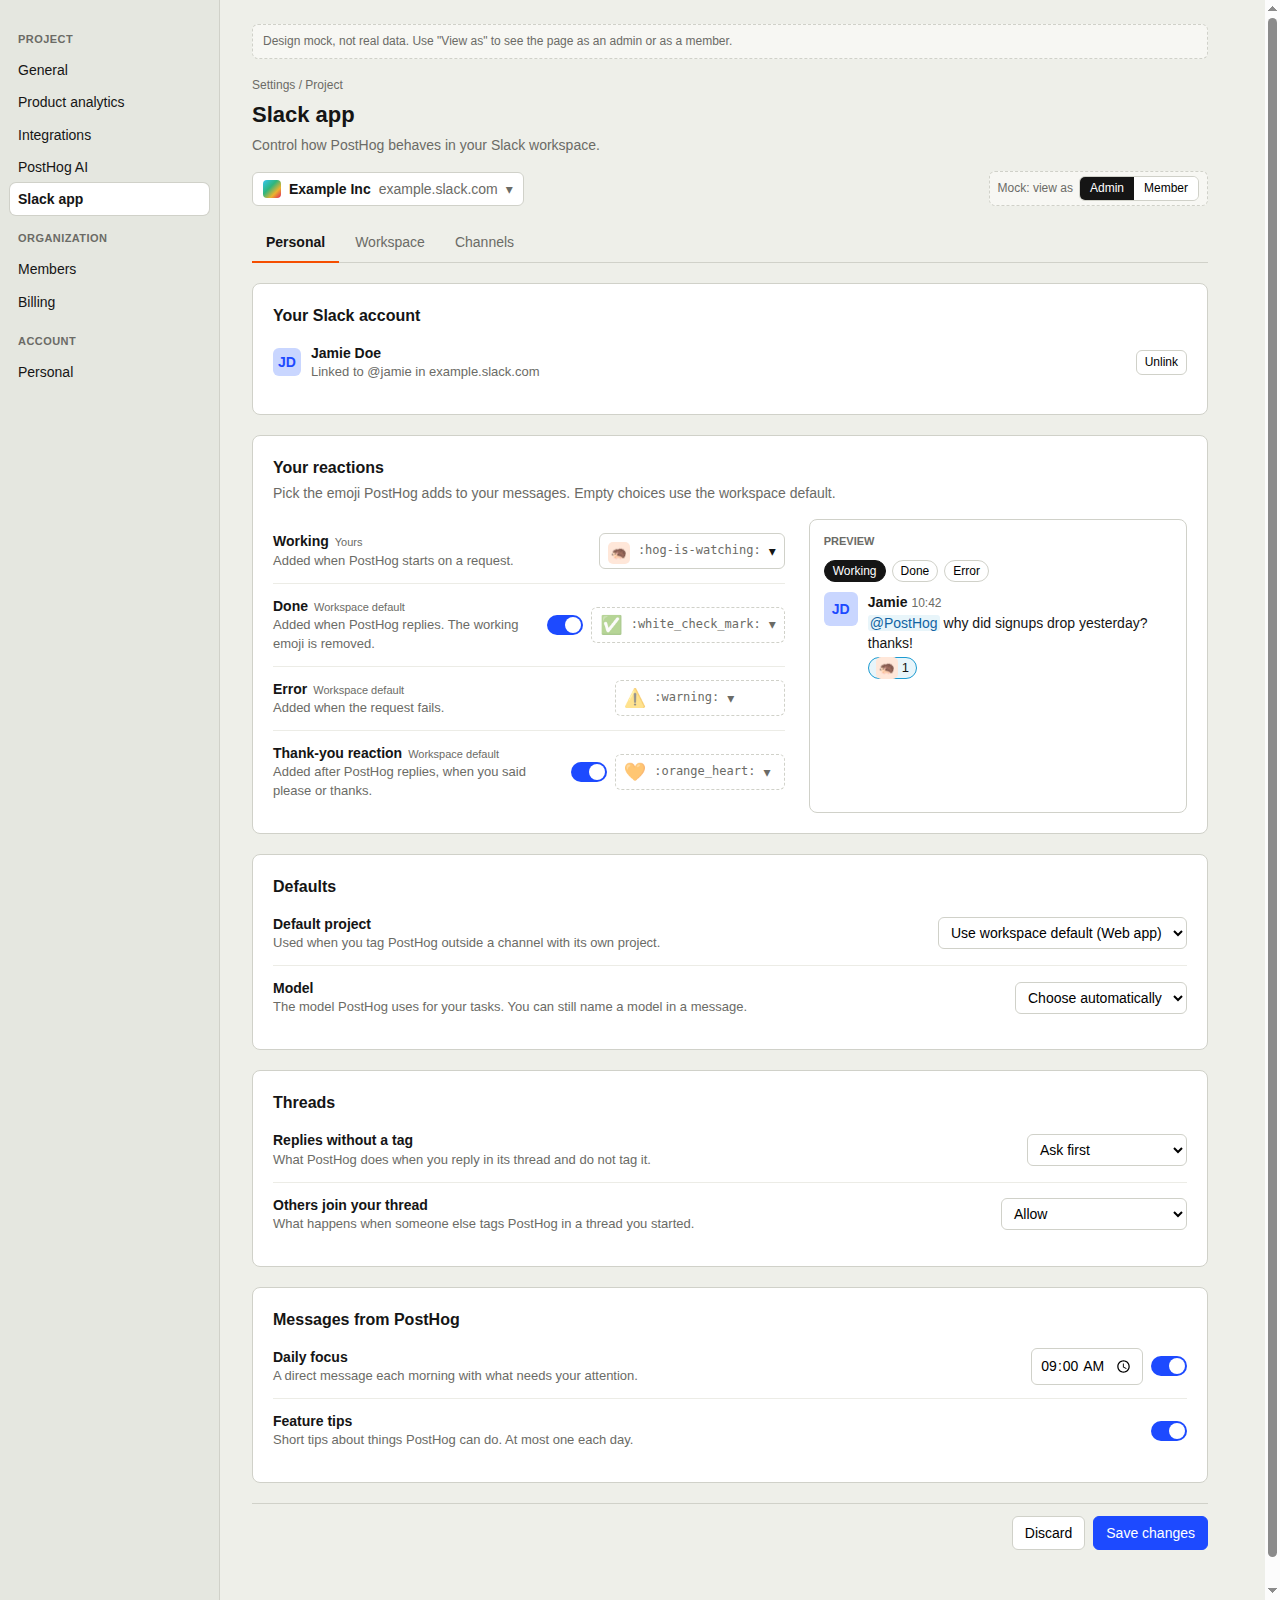 PROJECT
General
Product analytics
Integrations
PostHog AI
Slack app
ORGANIZATION
Members
Billing
ACCOUNT
Personal
Design mock, not real data. Use "View as" to see the page as an admin or as a member.
Settings / Project
Slack app
Control how PostHog behaves in your Slack workspace.
Example Inc example.slack.com
Mock: view as Admin Member
Personal Workspace Channels
Your Slack account
JD
Jamie Doe
Linked to @jamie in example.slack.com
Unlink
Your reactions
Pick the emoji PostHog adds to your messages. Empty choices use the workspace default.
Working Yours
Added when PostHog starts on a request.
:hog-is-watching:
Done Workspace default
Added when PostHog replies. The working
emoji is removed.
:white_check_mark:
Error Workspace default
Added when the request fails.
:warning:
Thank-you reaction Workspace default
Added after PostHog replies, when you said
please or thanks.
:orange_heart:
PREVIEW
Working Done Error
JD
Jamie 10:42
@PostHog why did signups drop yesterday?
thanks!
1
Defaults
Default project
Used when you tag PostHog outside a channel with its own project.
Use workspace default (Web app)
Model
The model PostHog uses for your tasks. You can still name a model in a message.
Choose automatically
Threads
Replies without a tag
What PostHog does when you reply in its thread and do not tag it.
Ask first
Others join your thread
What happens when someone else tags PostHog in a thread you started.
Allow
Messages from PostHog
Daily focus
A direct message each morning with what needs your attention.
09:00 AM
Feature tips
Short tips about things PostHog can do. At most one each day.
Discard Save changes